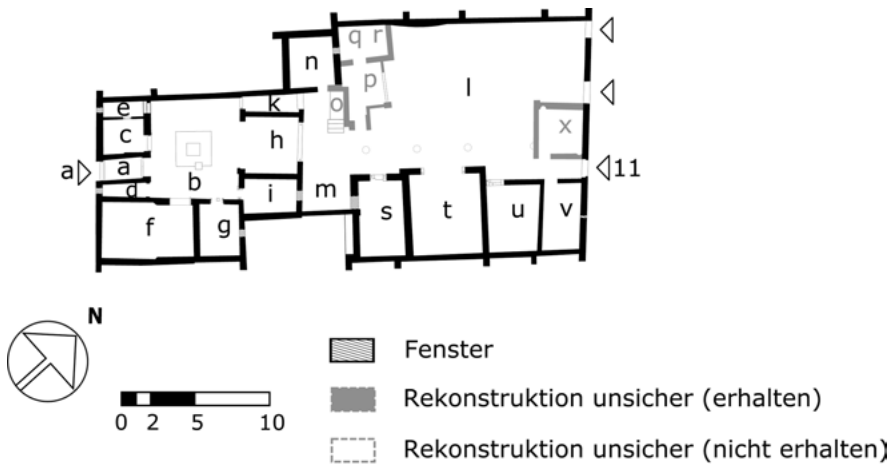 q r
n
p
l
e
k
o
x
c
h
a
a
11
d
b
i
m
s
t
u
v
f
g
N
Fenster
Rekonstruktion unsicher (erhalten)
0 2 5 10
Rekonstruktion unsicher (nicht erhalten)